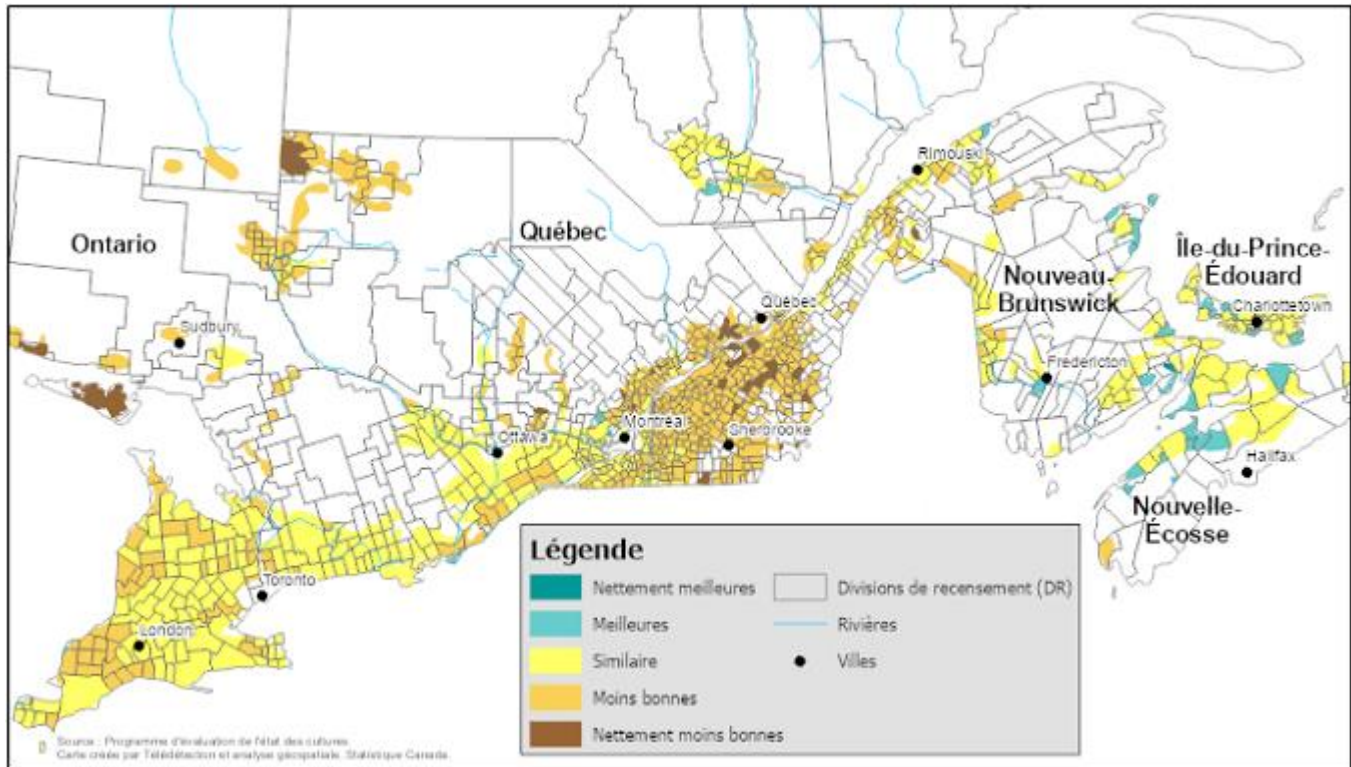 Rimouski
Québec
Ontario
Île-du-Prince-
Édouard
Nouveau-
Brunswick
Charlottetown
Québec
Sudbury
Fredericton
Montréal
Sherbrooke
Ottawa
Halifax
Nouvelle-
Écosse
Toronto
London
Légende
Nettement meilleures
Divisions de recensement (DR)
Meilleures
Rivières
Similaire
Villes
Moins bonnes
Nettement moins bonnes
Source : Programme d'évaluation de l'état des cultures
Carte créée par Télédétection et analyse géospatiale, Statistique Canada.